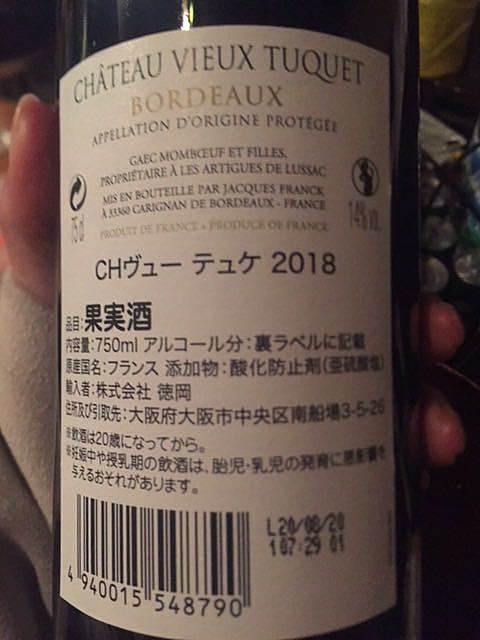 CHÂTEAU VIEUX TUQUET
BORDEAUX
APPELLATION D'ORIGINE PROTÉGÉE
GAEC MOMBŒUF ET FILLES.
PROPRIÉTAIRE À LES ARTIGUES DE LUSSAC
MIS EN BOUTEILLE PAR JACQUES FRANCK
À 33360 CARIGNAN DE BORDEAUX - FRANCE
PRODUIT DE FRANCE • PRODUCE OF FRANCE
75 cl
14% VOL.
CHヴュー テュケ 2018
品目:果実酒
内容量:750ml アルコール分:裏ラベルに記載
原産国名:フランス 添加物:酸化防止剤(亜硫酸塩)
輸入者:株式会社 徳岡
住所及び引取先:大阪府大阪市中央区南船場3-5-26
※飲酒は20歳になってから。
※妊娠中や授乳期の飲酒は、胎児・乳児の発育に悪影響を
与えるおそれがあります。
L20/08/20
1 07:29 01
4 940015 548790